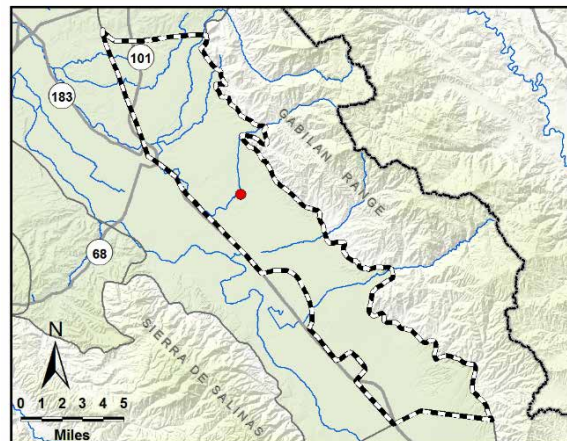 101
183
GABILAN RANGE
68
SIERRA DE SALINAS
N
0 1 2 3 4 5
Miles